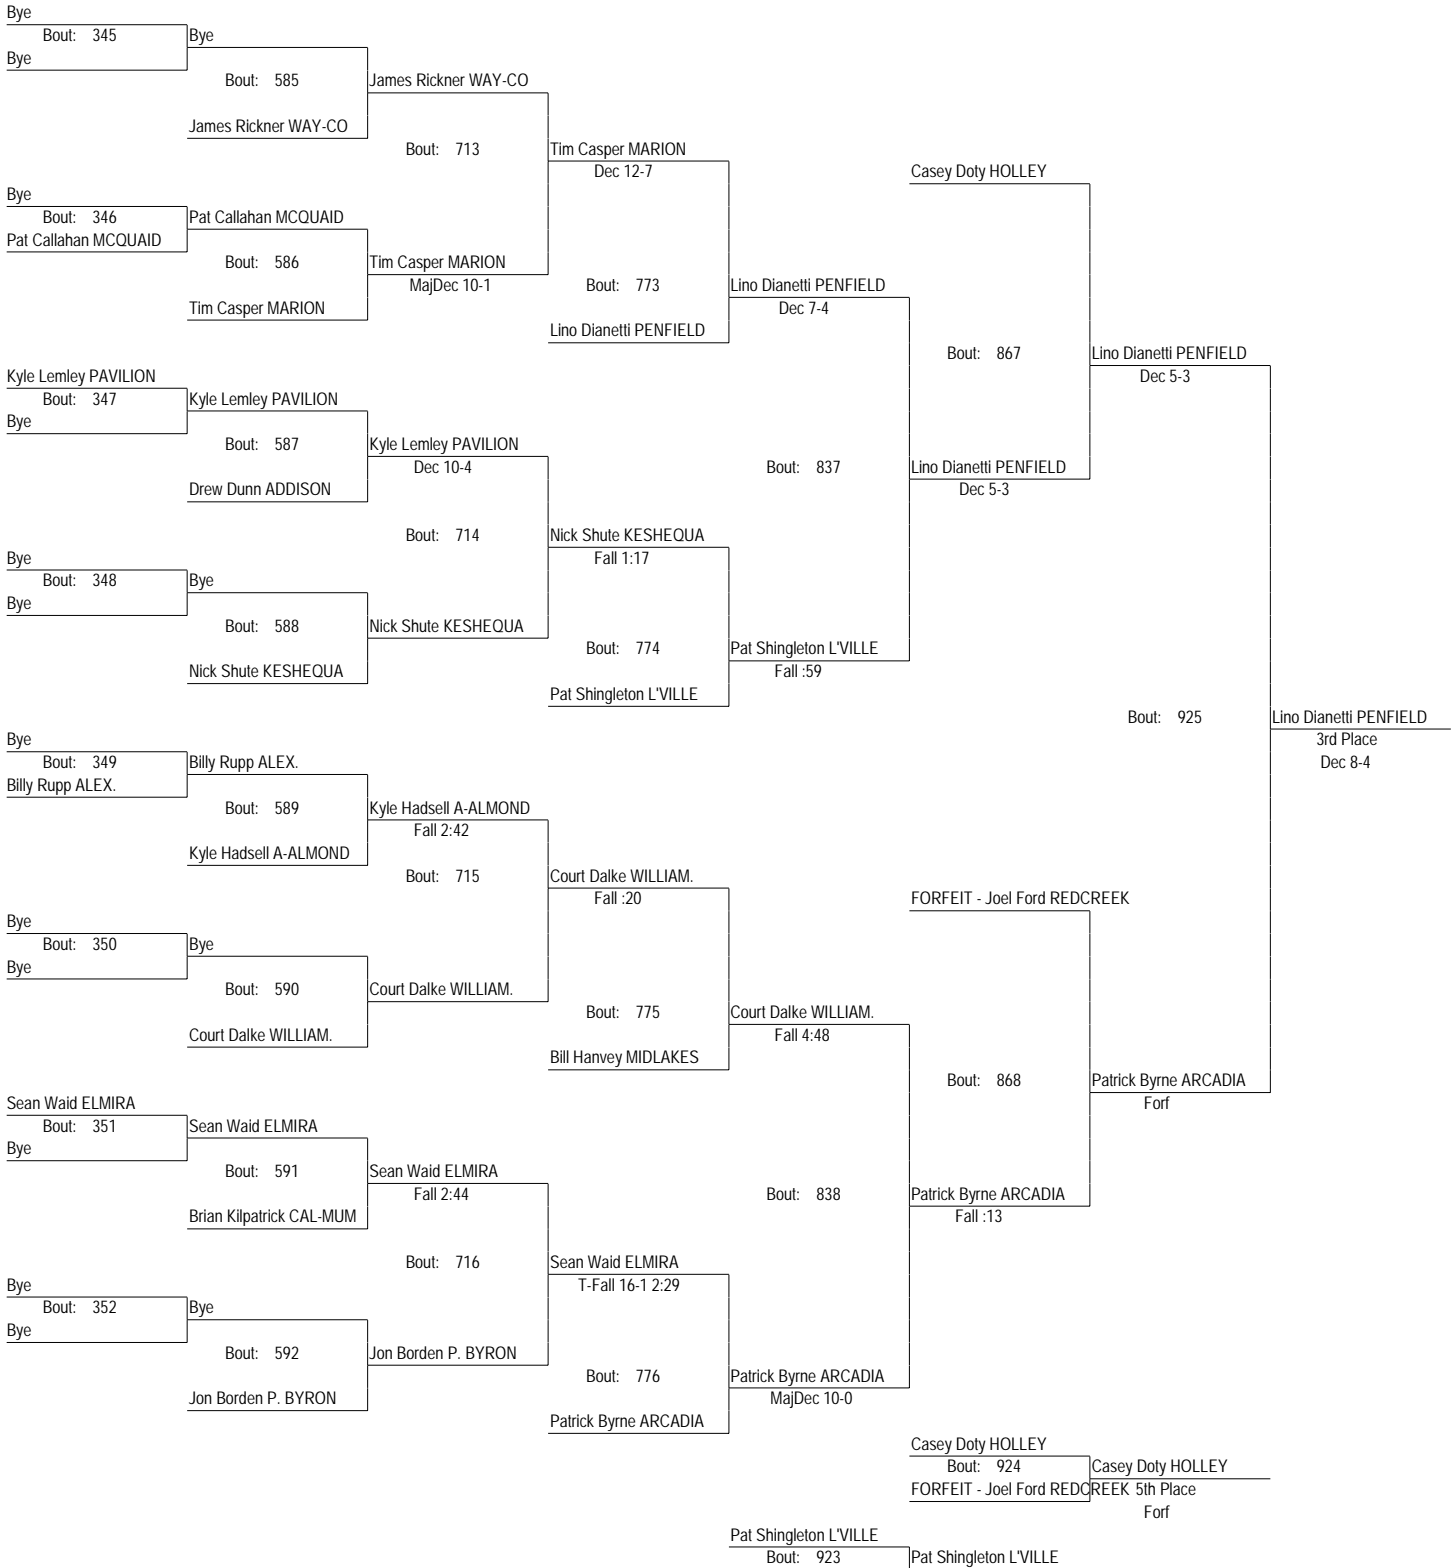 Bye
Bout: 345
Bye
Bye
Bout: 585
James Rickner WAY-CO
James Rickner WAY-CO
Bout: 713
Tim Casper MARION
Dec 12-7
Casey Doty HOLLEY
Bye
Bout: 346
Pat Callahan MCQUAID
Pat Callahan MCQUAID
Bout: 586
Tim Casper MARION
MajDec 10-1
Tim Casper MARION
Bout: 773
Lino Dianetti PENFIELD
Dec 7-4
Lino Dianetti PENFIELD
Bout: 867
Lino Dianetti PENFIELD
Dec 5-3
Kyle Lemley PAVILION
Bout: 347
Bye
Kyle Lemley PAVILION
Bout: 587
Kyle Lemley PAVILION
Dec 10-4
Drew Dunn ADDISON
Bout: 837
Lino Dianetti PENFIELD
Dec 5-3
Bout: 714
Nick Shute KESHEQUA
Fall 1:17
Bye
Bout: 348
Bye
Bye
Bout: 588
Nick Shute KESHEQUA
Nick Shute KESHEQUA
Bout: 774
Pat Shingleton L'VILLE
Fall :59
Pat Shingleton L'VILLE
Bout: 925
Lino Dianetti PENFIELD
3rd Place
Dec 8-4
Bye
Bout: 349
Billy Rupp ALEX.
Billy Rupp ALEX.
Bout: 589
Kyle Hadsell A-ALMOND
Fall 2:42
Kyle Hadsell A-ALMOND
Bout: 715
Court Dalke WILLIAM.
Fall :20
FORFEIT - Joel Ford REDCREEK
Bye
Bout: 350
Bye
Bye
Bout: 590
Court Dalke WILLIAM.
Court Dalke WILLIAM.
Bout: 775
Court Dalke WILLIAM.
Fall 4:48
Bill Hanvey MIDLAKES
Bout: 868
Patrick Byrne ARCADIA
Forf
Sean Waid ELMIRA
Bout: 351
Bye
Sean Waid ELMIRA
Bout: 591
Sean Waid ELMIRA
Fall 2:44
Brian Kilpatrick CAL-MUM
Bout: 838
Patrick Byrne ARCADIA
Fall :13
Bout: 716
Sean Waid ELMIRA
T-Fall 16-1 2:29
Bye
Bout: 352
Bye
Bye
Bout: 592
Jon Borden P. BYRON
Jon Borden P. BYRON
Bout: 776
Patrick Byrne ARCADIA
MajDec 10-0
Patrick Byrne ARCADIA
Casey Doty HOLLEY
Bout: 924
Casey Doty HOLLEY
FORFEIT - Joel Ford REDCREEK
5th Place
Forf
Pat Shingleton L'VILLE
Bout: 923
Pat Shingleton L'VILLE